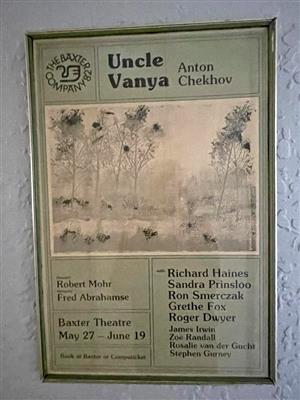 THE BAXTER 82
COMPANY
Uncle
Vanya
Anton
Chekhov
Robert Mohr
Fred Abrahamse
Baxter Theatre
May 27 – June 19
Book at Baxter or Computicket
with
Richard Haines
Sandra Prinsloo
Ron Smerczak
Grethe Fox
Roger Dwyer
James Irwin
Zoe Randall
Rosalie van der Gucht
Stephen Gurney